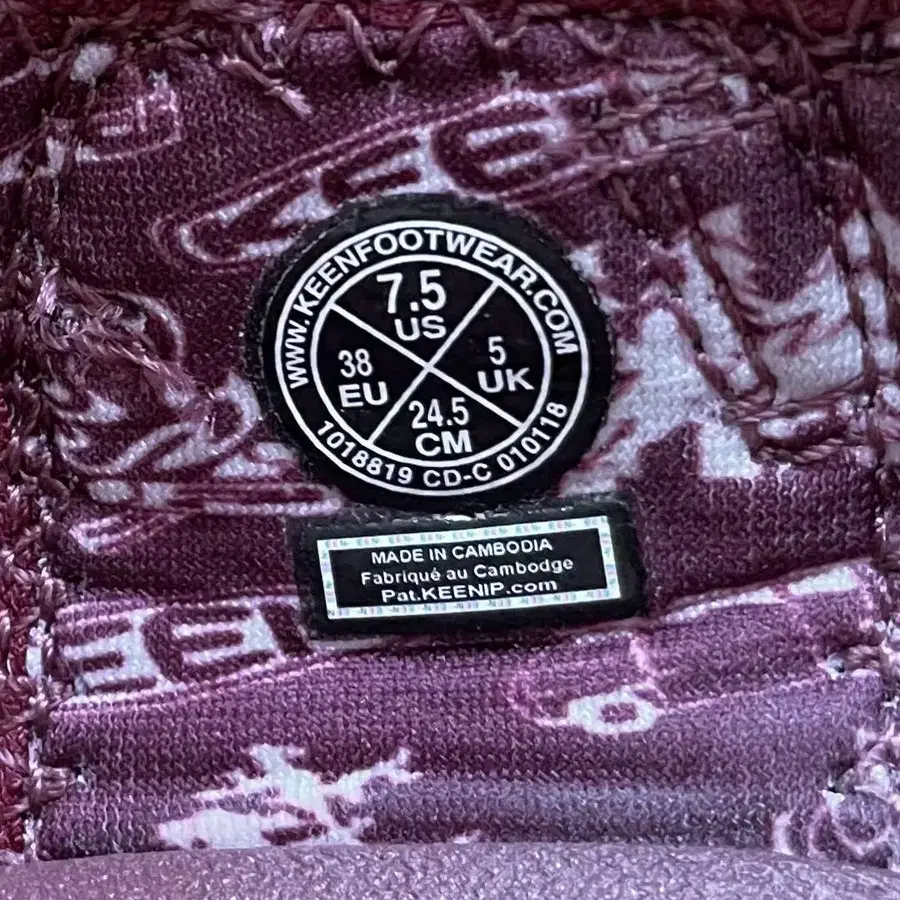 WWW.KEENFOOTWEAR.COM
7.5
US
38
EU
5
UK
24.5
CM
1018819 CD-C 010118
MADE IN CAMBODIA
Fabriqué au Cambodge
Pat.KEENIP.com